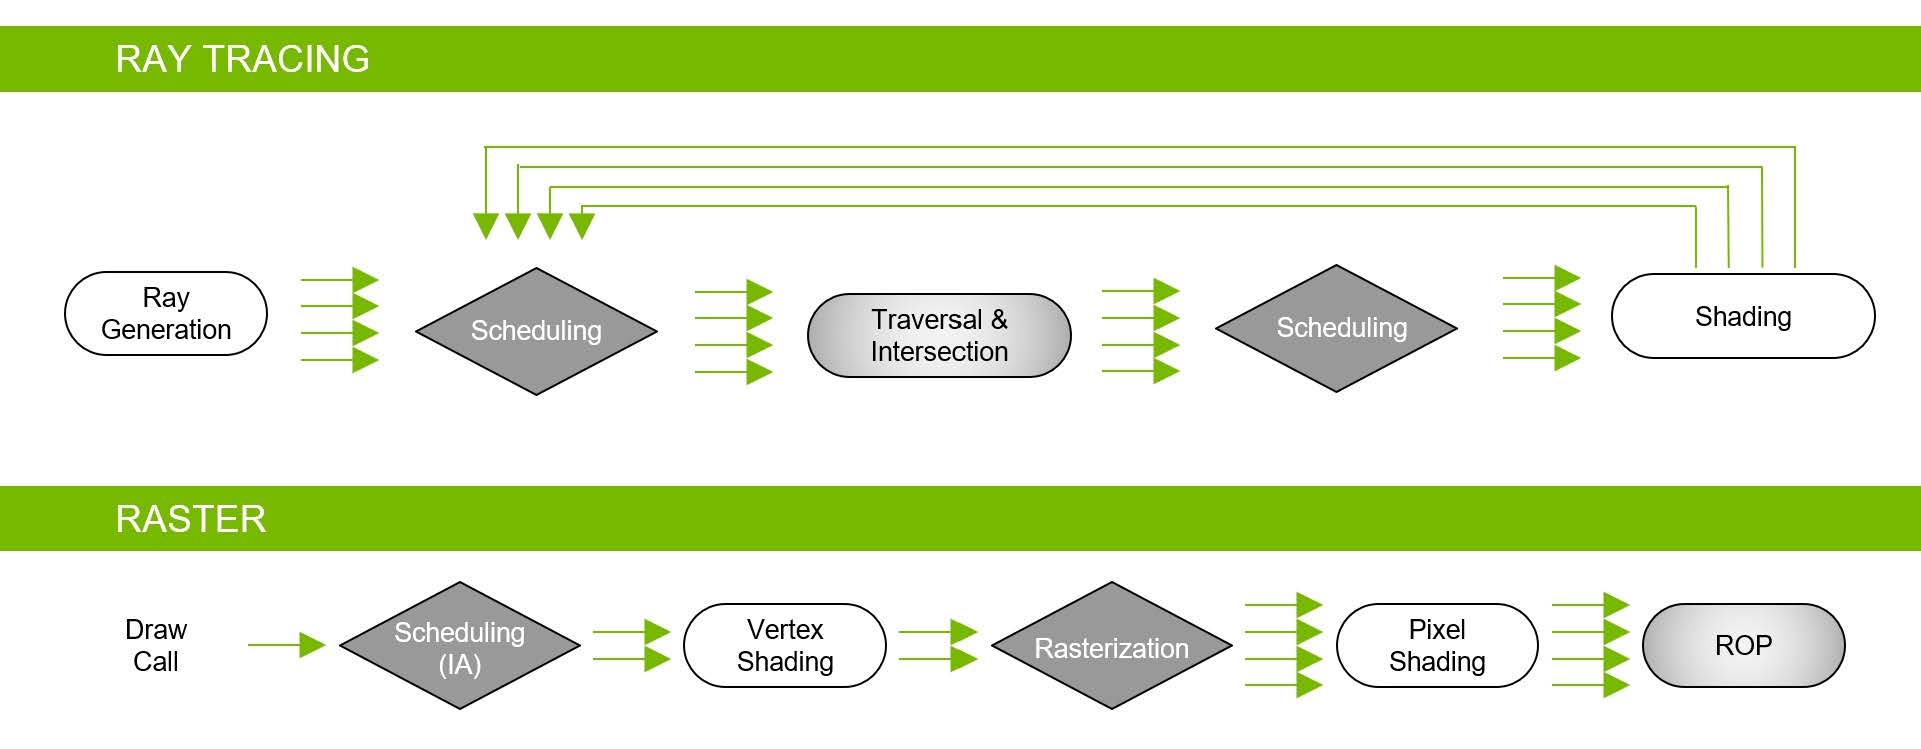 RAY TRACING
Ray
Generation
Scheduling
Traversal &
Intersection
Scheduling
Shading
RASTER
Draw
Call
Scheduling
(IA)
Vertex
Shading
Rasterization
Pixel
Shading
ROP